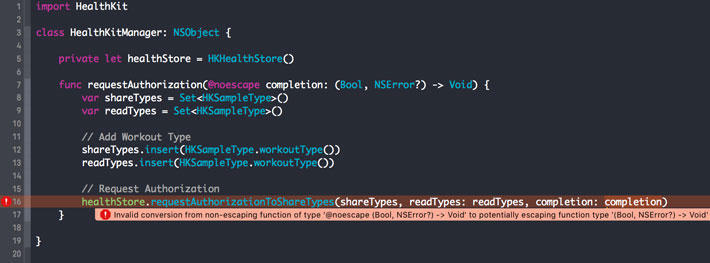 1 import HealthKit
2
3 class HealthKitManager: NSObject {
4
5 private let healthStore = HKHealthStore()
6
7 func requestAuthorization(@noescape completion: (Bool, NSError?) -> Void) {
8 var shareTypes = Set<HKSampleType>()
9 var readTypes = Set<HKSampleType>()
10
11 // Add Workout Type
12 shareTypes.insert(HKSampleType.workoutType())
13 readTypes.insert(HKSampleType.workoutType())
14
15 // Request Authorization
16 healthStore.requestAuthorizationToShareTypes(shareTypes, readTypes: readTypes, completion: completion)
17 } Invalid conversion from non-escaping function of type '@noescape (Bool, NSError?) -> Void' to potentially escaping function type '(Bool, NSError?) -> Void'
18
19 }
20